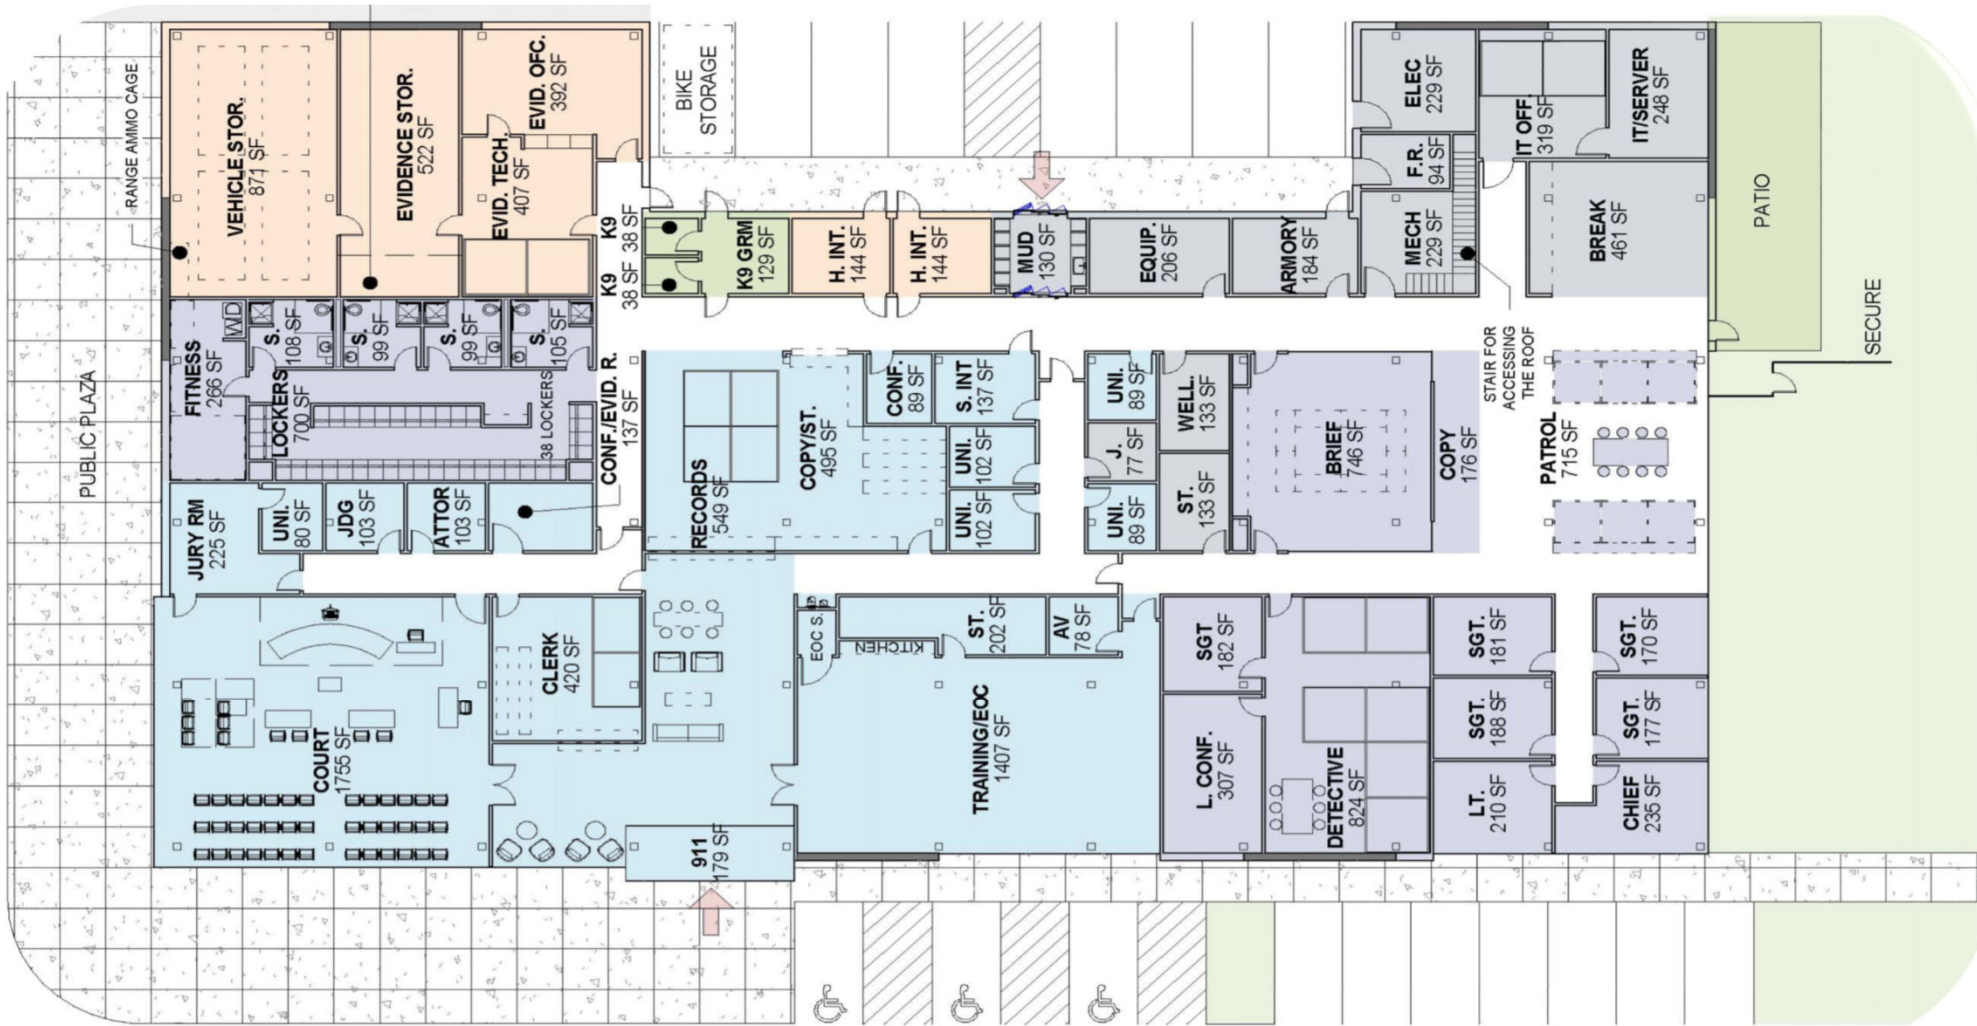 RANGE AMMO CAGE
PUBLIC PLAZA
VEHICLE STOR.
871 SF
EVIDENCE STOR.
522 SF
EVID. OFC.
392 SF
EVID. TECH.
407 SF
BIKE
STORAGE
K9
38 SF
K9
38 SF
K9 GRM
129 SF
H. INT.
144 SF
H. INT.
144 SF
MUD
130 SF
EQUIP.
206 SF
ARMORY
184 SF
ELEC
229 SF
F.R.
94 SF
MECH
229 SF
IT OFF.
319 SF
IT/SERVER
248 SF
BREAK
461 SF
PATIO
SECURE
FITNESS
266 SF
WD
S.
108 SF
S.
99 SF
S.
99 SF
S.
105 SF
LOCKERS
700 SF
38 LOCKERS
CONF./EVID. R.
137 SF
JURY RM
225 SF
UNI.
80 SF
JDG
103 SF
ATTOR
103 SF
RECORDS
549 SF
COPY/ST.
495 SF
CONF.
89 SF
S. INT
137 SF
UNI.
102 SF
UNI.
102 SF
UNI.
89 SF
J.
77 SF
UNI.
89 SF
WELL.
133 SF
ST.
133 SF
BRIEF
746 SF
COPY
176 SF
STAIR FOR
ACCESSING
THE ROOF
PATROL
715 SF
COURT
1755 SF
CLERK
420 SF
911
179 SF
EOC S.
KITCHEN
ST.
202 SF
AV
78 SF
TRAINING/EOC
1407 SF
SGT
182 SF
L. CONF.
307 SF
DETECTIVE
824 SF
SGT.
181 SF
SGT.
188 SF
LT.
210 SF
SGT.
170 SF
SGT.
177 SF
CHIEF
235 SF